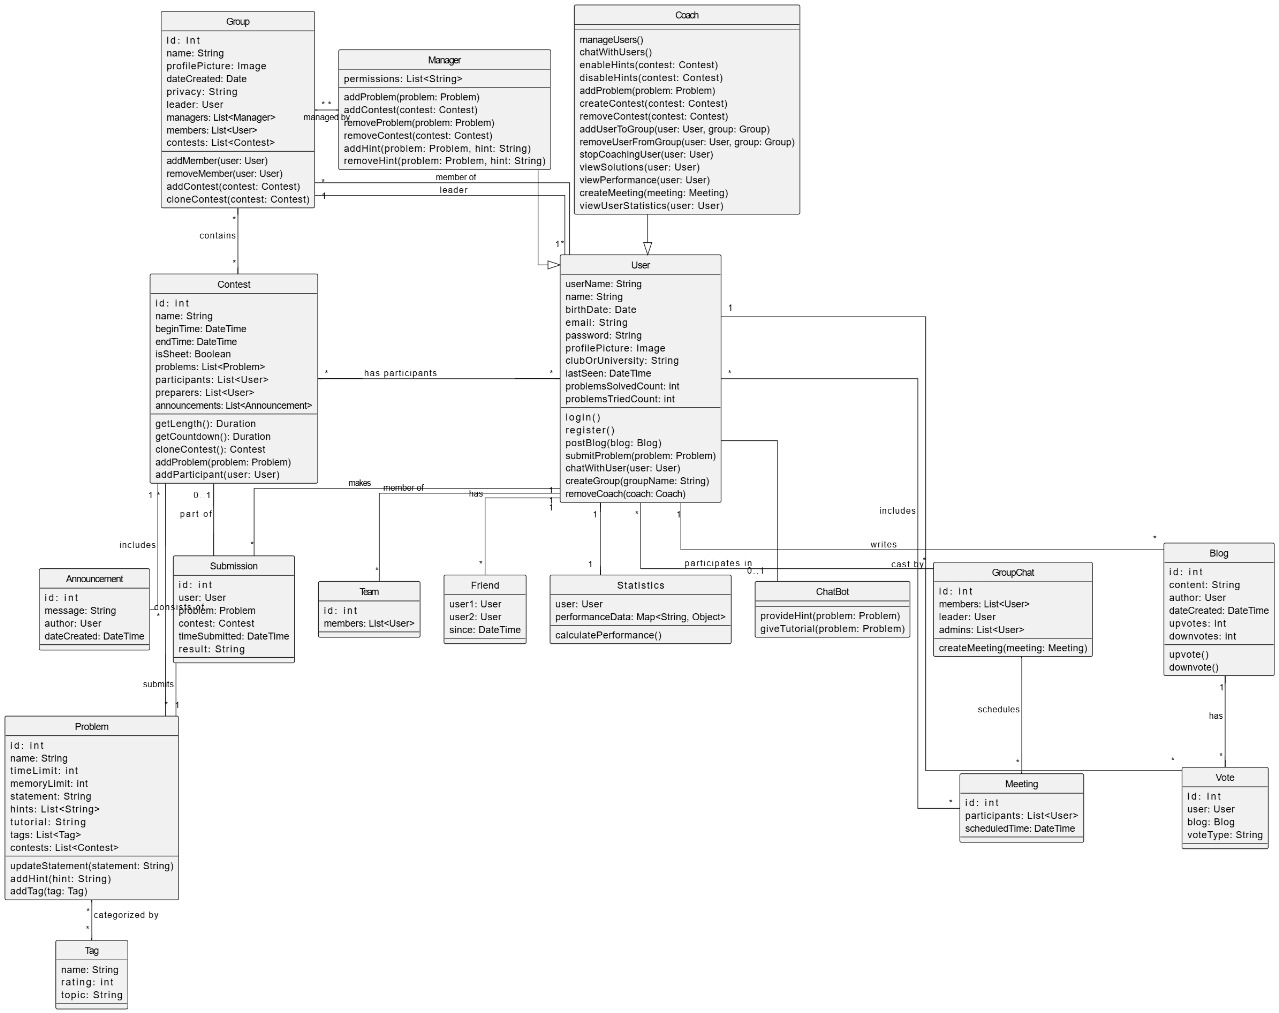 Group
id: int
name: String
profilePicture: Image
dateCreated: Date
privacy: String
leader: User
managers: List<Manager>
members: List<User>
contests: List<Contest>
addMember(user: User)
removeMember(user: User)
addContest(contest: Contest)
cloneContest(contest: Contest)
* *
managed by
Manager
permissions: List<String>
addProblem(problem: Problem)
addContest(contest: Contest)
removeProblem(problem: Problem)
removeContest(contest: Contest)
addHint(problem: Problem, hint: String)
removeHint(problem: Problem, hint: String)
Coach
manageUsers()
chatWithUsers()
enableHints(contest: Contest)
disableHints(contest: Contest)
addProblem(problem: Problem)
createContest(contest: Contest)
removeContest(contest: Contest)
addUserToGroup(user: User, group: Group)
removeUserFromGroup(user: User, group: Group)
stopCoachingUser(user: User)
viewSolutions(user: User)
viewPerformance(user: User)
createMeeting(meeting: Meeting)
viewUserStatistics(user: User)
* member of
1 leader
1*
*
contains
*
Contest
id: int
name: String
beginTime: DateTime
endTime: DateTime
isSheet: Boolean
problems: List<Problem>
participants: List<User>
preparers: List<User>
announcements: List<Announcement>
getLength(): Duration
getCountdown(): Duration
cloneContest(): Contest
addProblem(problem: Problem)
addParticipant(user: User)
* has participants *
User
userName: String
name: String
birthDate: Date
email: String
password: String
profilePicture: Image
clubOrUniversity: String
lastSeen: DateTime
problemsSolvedCount: int
problemsTriedCount: int
login()
register()
postBlog(blog: Blog)
submitProblem(problem: Problem)
chatWithUser(user: User)
createGroup(groupName: String)
removeCoach(coach: Coach)
1
*
makes
member of
has
1
1
1
1 *
0..1
part of
includes
*
*
*
1
1
*
1
participates in
0..1
writes
*
includes
cast by
*
Announcement
id: int
message: String
author: User
dateCreated: DateTime
consists of
*
Submission
id: int
user: User
problem: Problem
contest: Contest
timeSubmitted: DateTime
result: String
Team
id: int
members: List<User>
Friend
user1: User
user2: User
since: DateTime
Statistics
user: User
performanceData: Map<String, Object>
calculatePerformance()
ChatBot
provideHint(problem: Problem)
giveTutorial(problem: Problem)
GroupChat
id: int
members: List<User>
leader: User
admins: List<User>
createMeeting(meeting: Meeting)
Blog
id: int
content: String
author: User
dateCreated: DateTime
upvotes: int
downvotes: int
upvote()
downvote()
submits
* 1
schedules
*
1
has
*
*
*
Problem
id: int
name: String
timeLimit: int
memoryLimit: int
statement: String
hints: List<String>
tutorial: String
tags: List<Tag>
contests: List<Contest>
updateStatement(statement: String)
addHint(hint: String)
addTag(tag: Tag)
Meeting
id: int
participants: List<User>
scheduledTime: DateTime
Vote
id: int
user: User
blog: Blog
voteType: String
*
categorized by
*
Tag
name: String
rating: int
topic: String